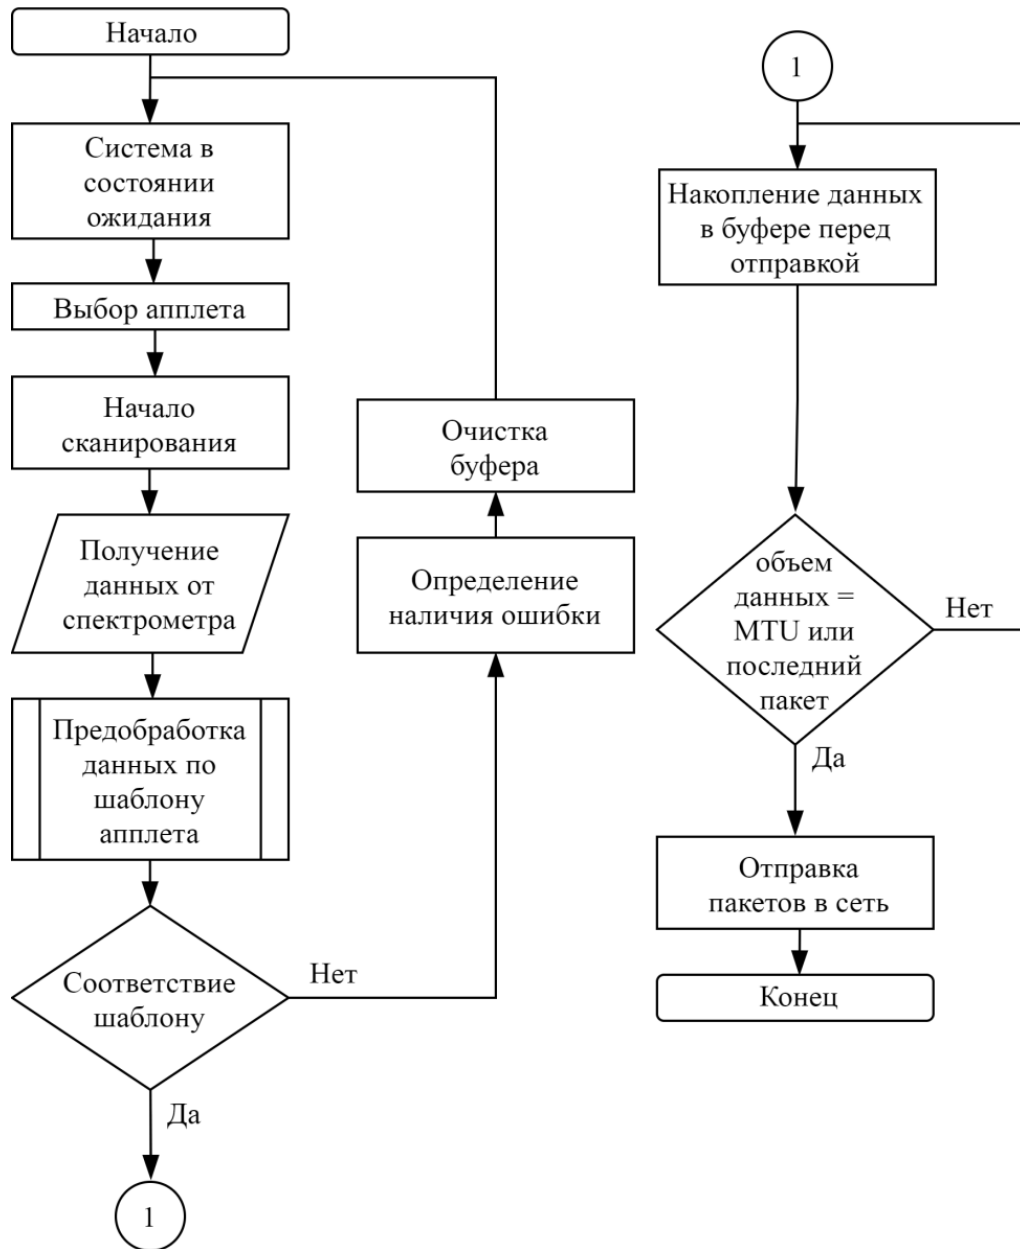 Начало
Система в
состоянии
ожидания
Выбор апплета
Начало
сканирования
Получение
данных от
спектрометра
Предобработка
данных по
шаблону
апплета
Соответствие
шаблону
Нет
Да
1
Очистка
буфера
Определение
наличия ошибки
1
Накопление данных
в буфере перед
отправкой
объем
данных =
MTU или
последний
пакет
Нет
Да
Отправка
пакетов в сеть
Конец